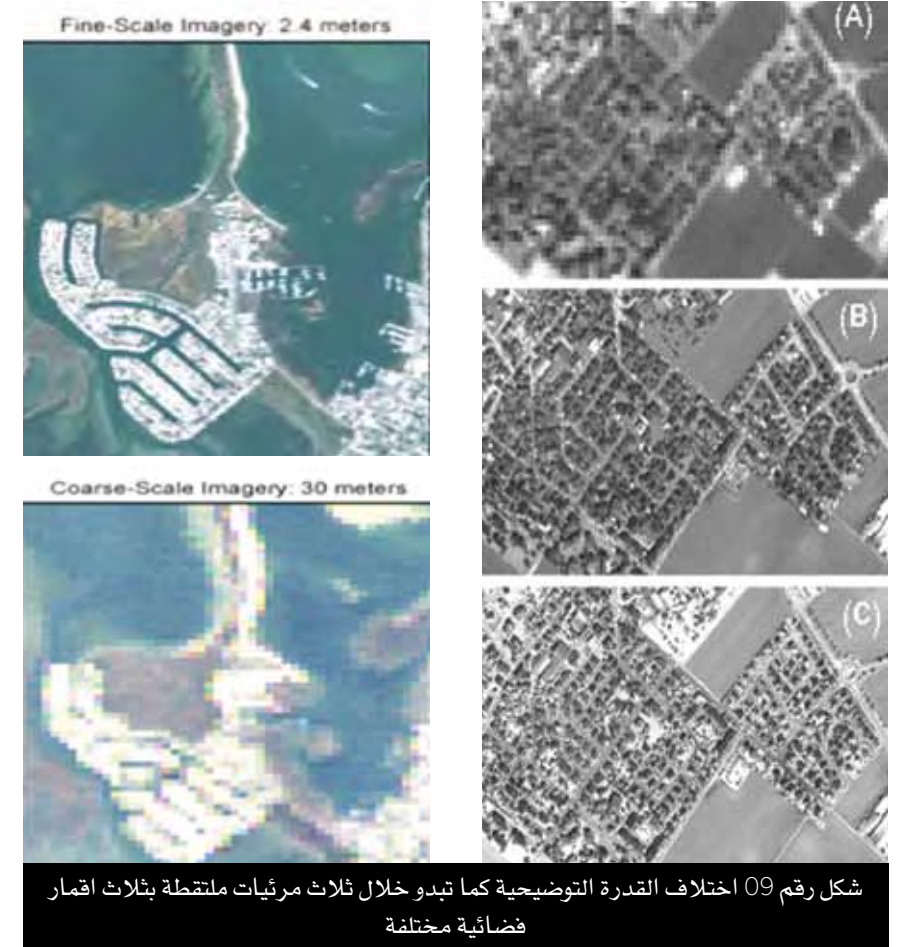 Fine-Scale Imagery: 2.4 meters
Coarse-Scale Imagery: 30 meters
(A)
(B)
(C)
شكل رقم 09 اختلاف القدرة التوضيحية كما تبدو خلال ثلاث مرئيات ملتقطة بثلاث اقمار
فضائية مختلفة